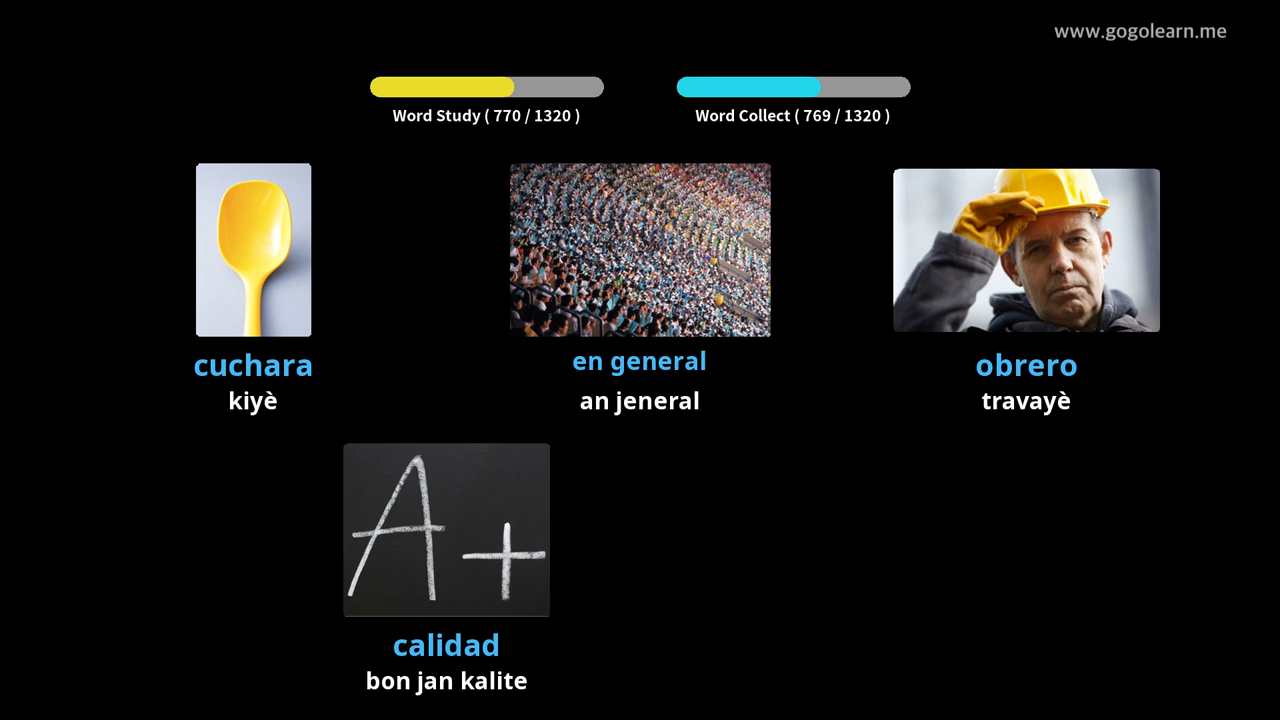 www.gogolearn.me
Word Study ( 770 / 1320 )
Word Collect ( 769 / 1320 )
cuchara
kiyè
en general
an jeneral
obrero
travayè
A+
calidad
bon jan kalite